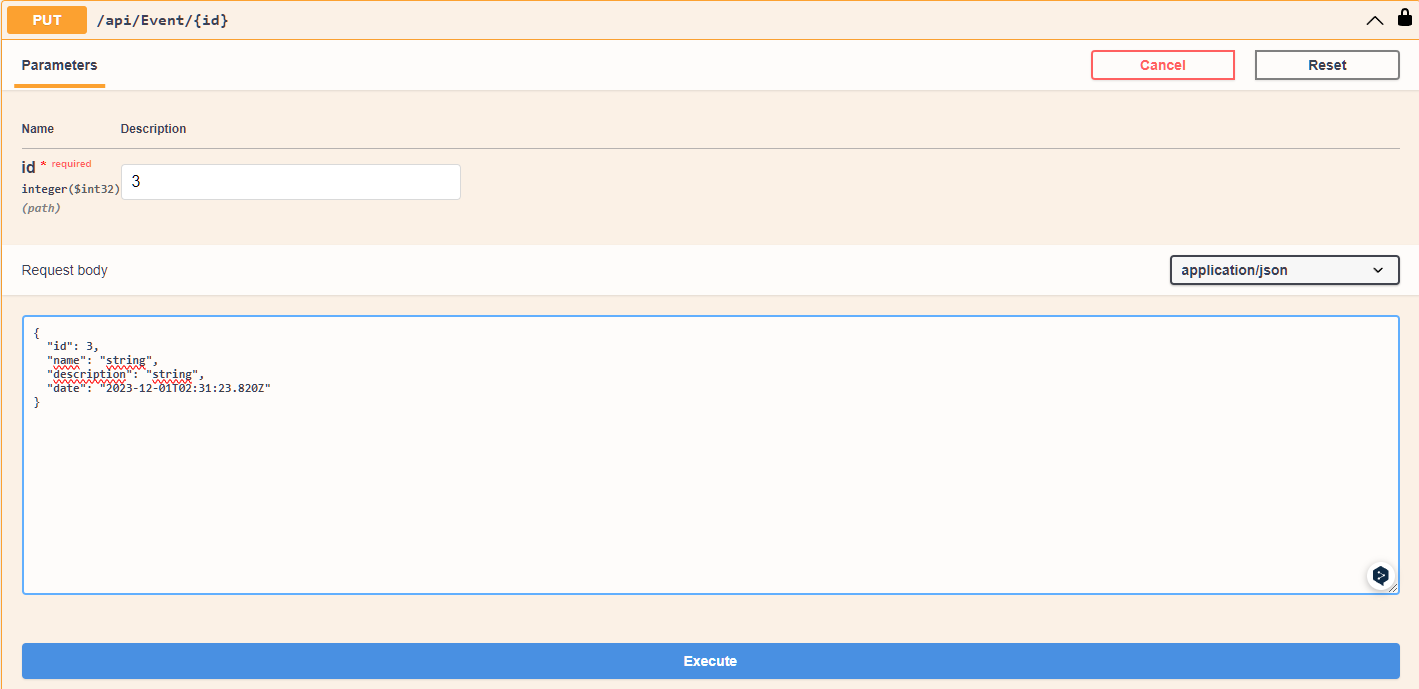 PUT /api/Event/{id}
Parameters Cancel Reset
Name Description
id * required
integer($int32) 3
(path)
Request body application/json
{
  "id": 3,
  "name": "string",
  "description": "string",
  "date": "2023-12-01T02:31:23.820Z"
}
Execute